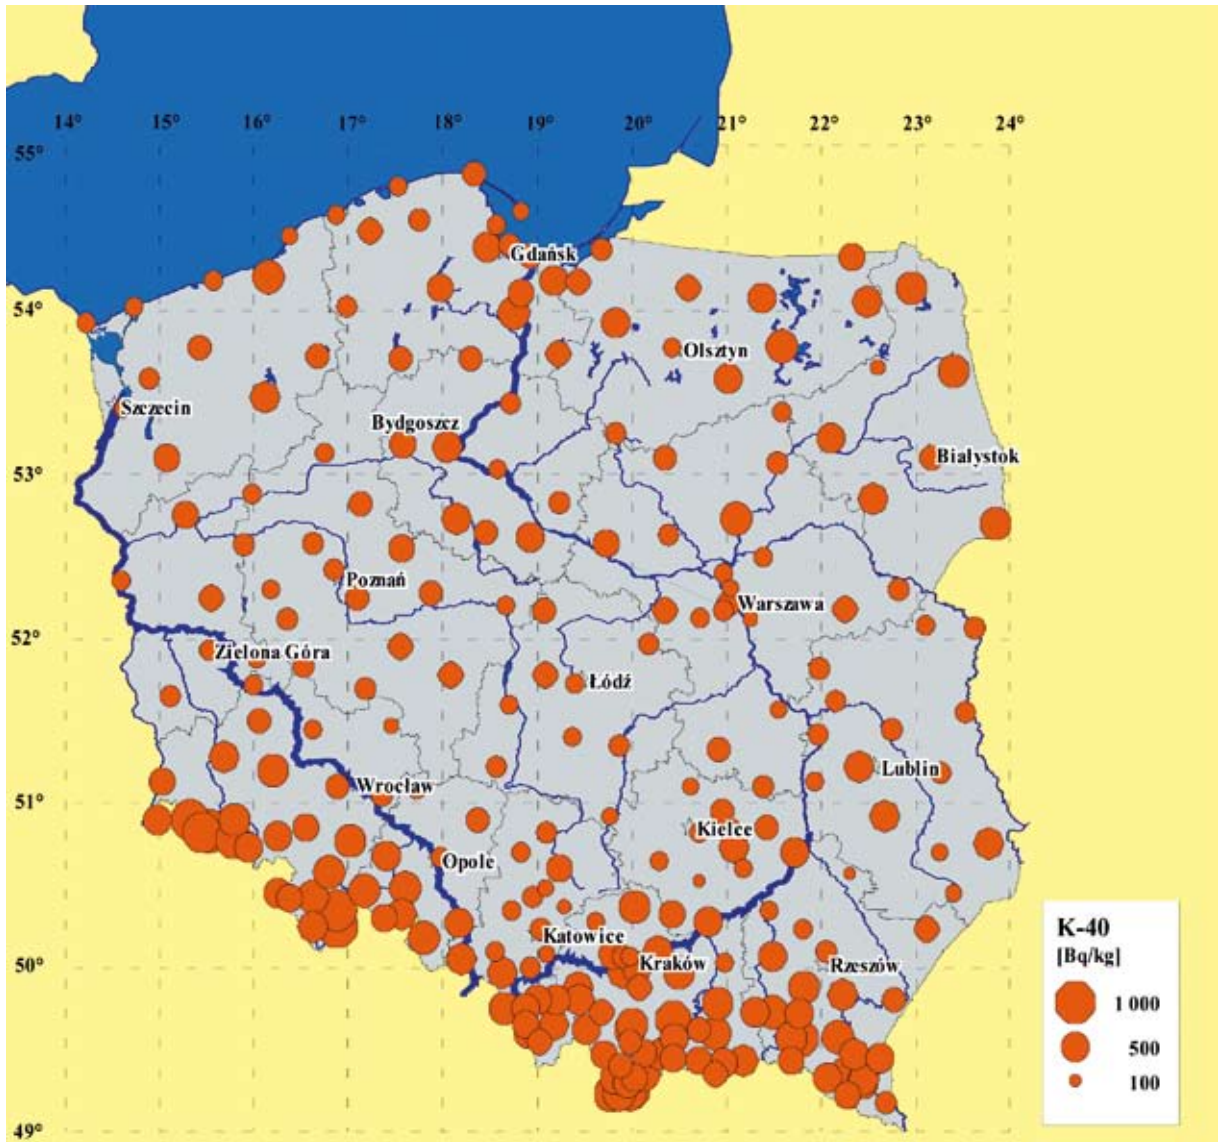 14° 15° 16° 17° 18° 19° 20° 21° 22° 23° 24°
55°
Gdańsk
54°
Olsztyn
Szczecin
Bydgoszcz
Białystok
53°
Poznań
Warszawa
52°
Zielona Góra
Łódź
Lublin
Wrocław
51°
Kielce
Opole
Katowice
Kraków
Rzeszów
50°
49°
K-40
[Bq/kg]
1 000
500
100